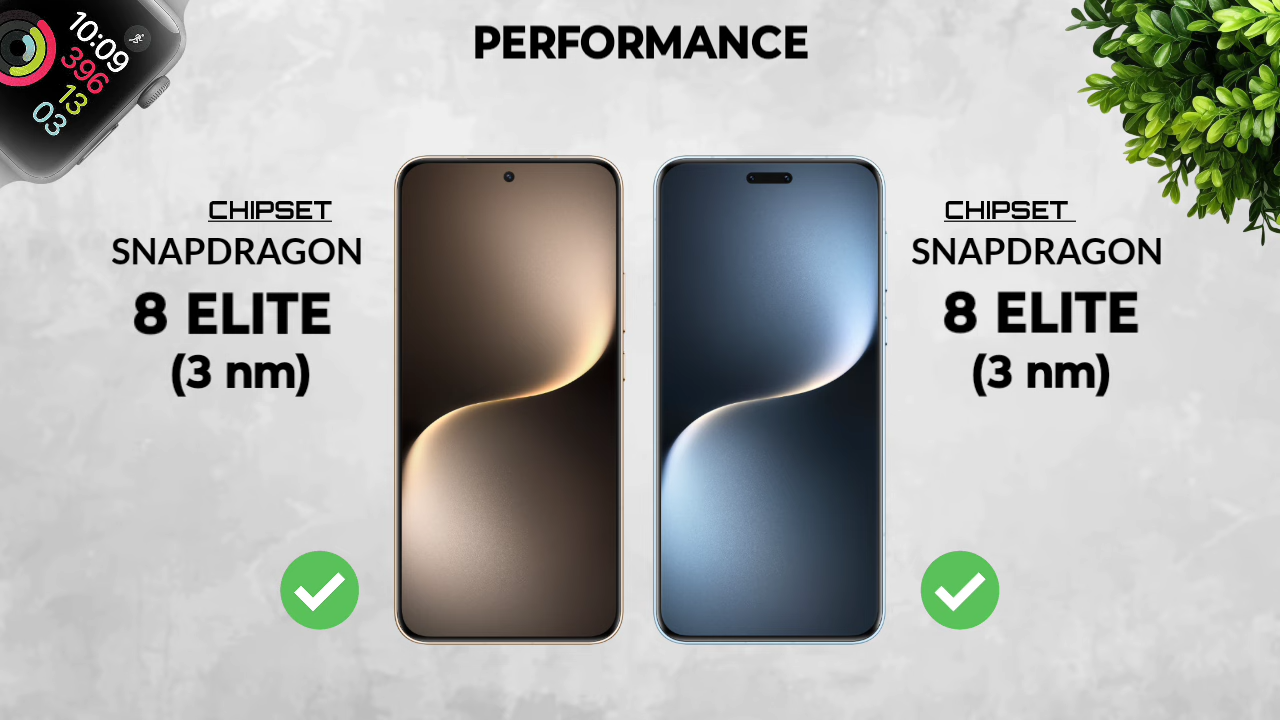 PERFORMANCE
10:09
396
13
03
CHIPSET
SNAPDRAGON
8 ELITE
(3 nm)
CHIPSET
SNAPDRAGON
8 ELITE
(3 nm)